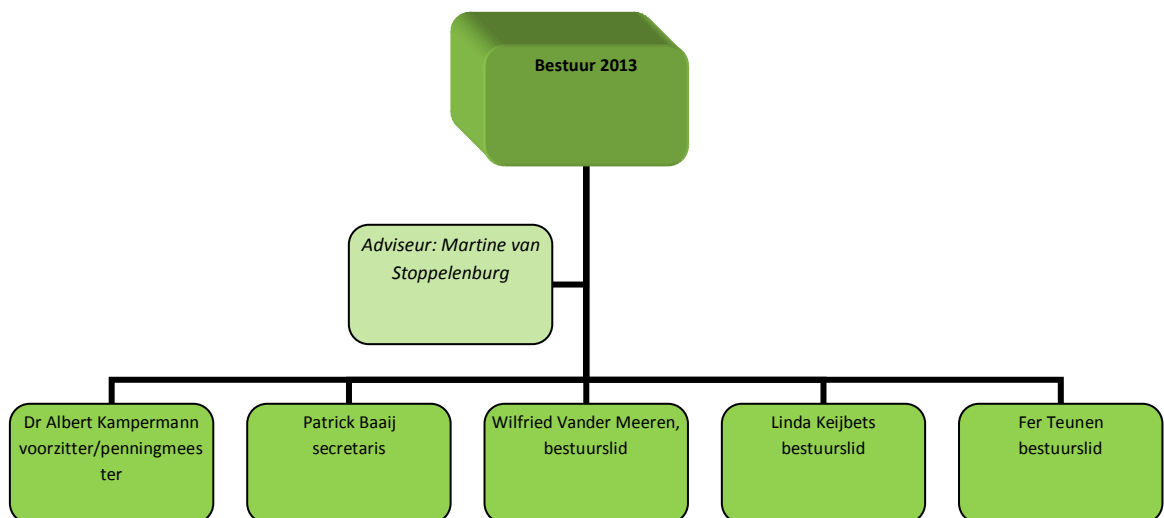 Bestuur 2013
Adviseur: Martine van
Stoppelenburg
Dr Albert Kampermann
voorzitter/penningmees
ter
Patrick Baaij
secretaris
Wilfried Vander Meeren,
bestuurslid
Linda Keijbets
bestuurslid
Fer Teunen
bestuurslid